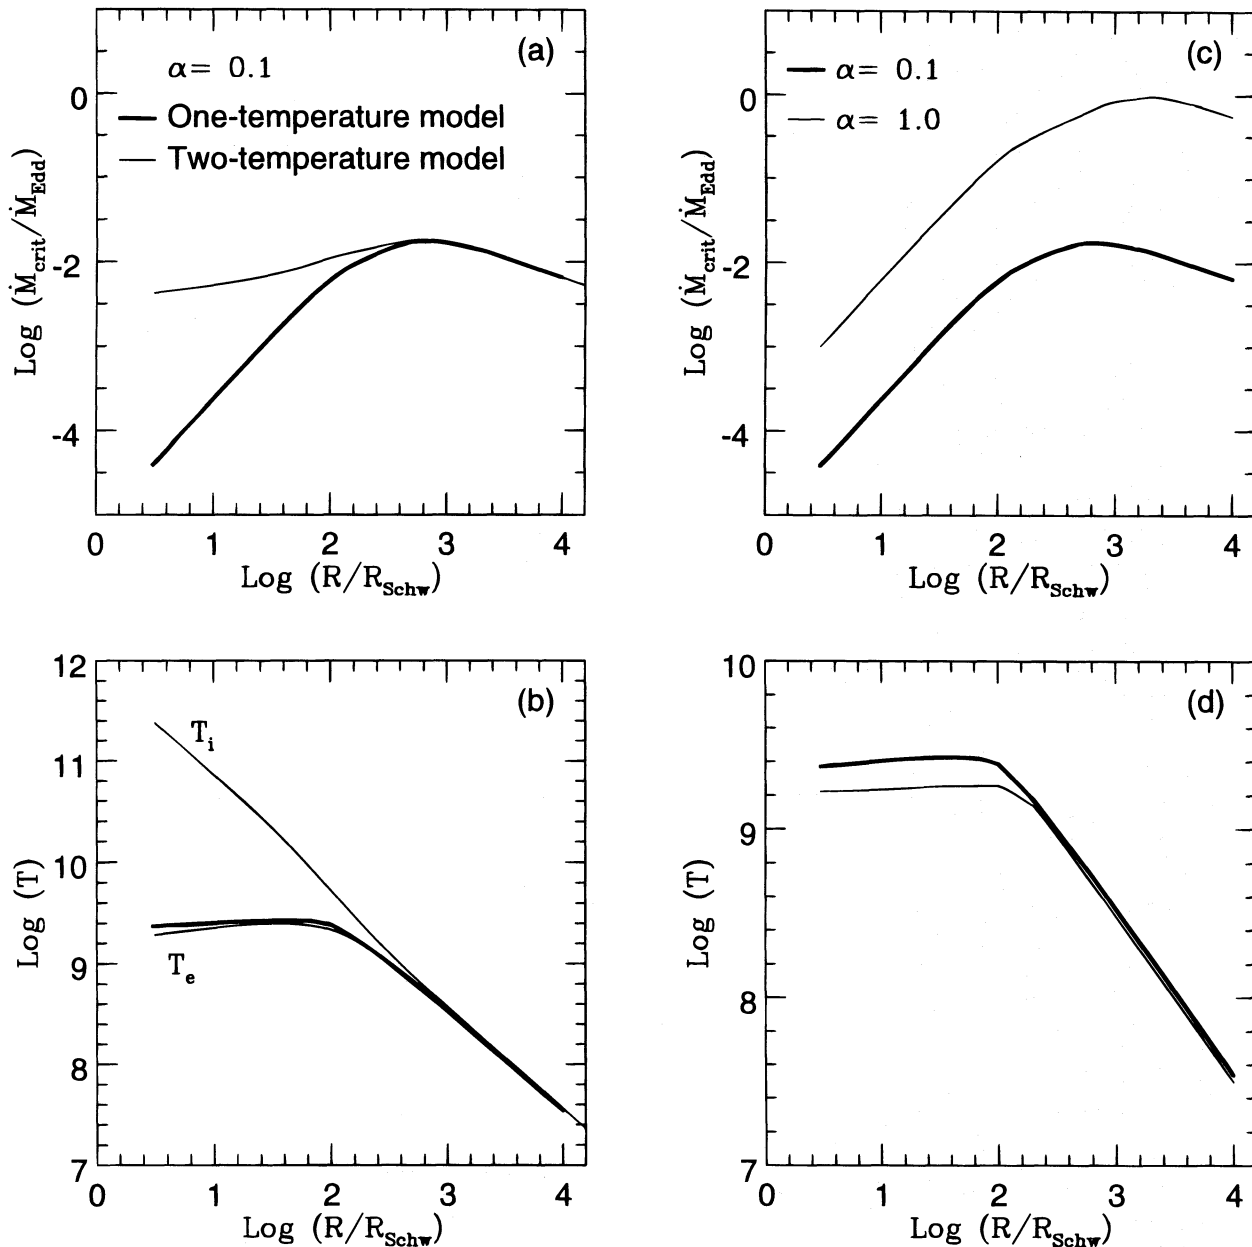 (a)
α= 0.1
One-temperature model
Two-temperature model
0
-2
-4
Log (Ṁcrit/ṀEdd)
0 1 2 3 4
Log (R/RSchw)
(c)
α= 0.1
α= 1.0
0
-2
-4
Log (Ṁcrit/ṀEdd)
0 1 2 3 4
Log (R/RSchw)
(b)
Ti
Te
12
11
10
9
8
7
Log (T)
0 1 2 3 4
Log (R/RSchw)
(d)
10
9
8
7
Log (T)
0 1 2 3 4
Log (R/RSchw)